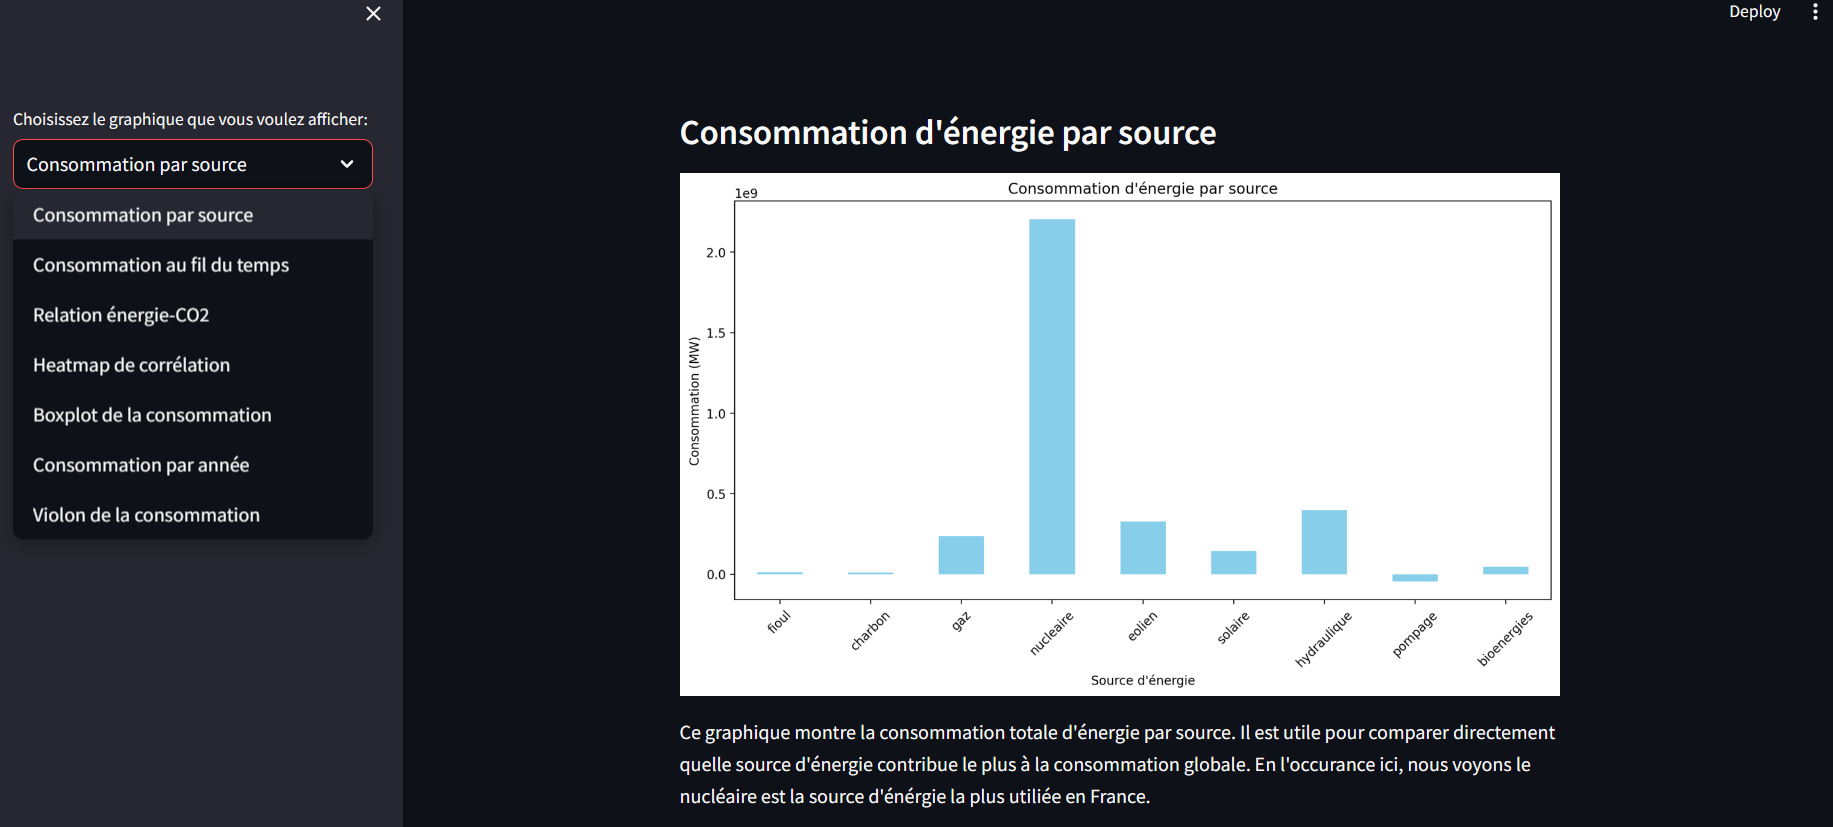 Deploy
Choisissez le graphique que vous voulez afficher:
Consommation par source
Consommation par source
Consommation au fil du temps
Relation énergie-CO2
Heatmap de corrélation
Boxplot de la consommation
Consommation par année
Violon de la consommation
Consommation d'énergie par source
Consommation d'énergie par source
1e9
2.0
1.5
1.0
0.5
0.0
Consommation (MW)
fioul
charbon
gaz
nucleaire
eolien
solaire
hydraulique
pompage
bioenergies
Source d'énergie
Ce graphique montre la consommation totale d'énergie par source. Il est utile pour comparer directement
quelle source d'énergie contribue le plus à la consommation globale. En l'occurance ici, nous voyons le
nucléaire est la source d'énérgie la plus utiliée en France.